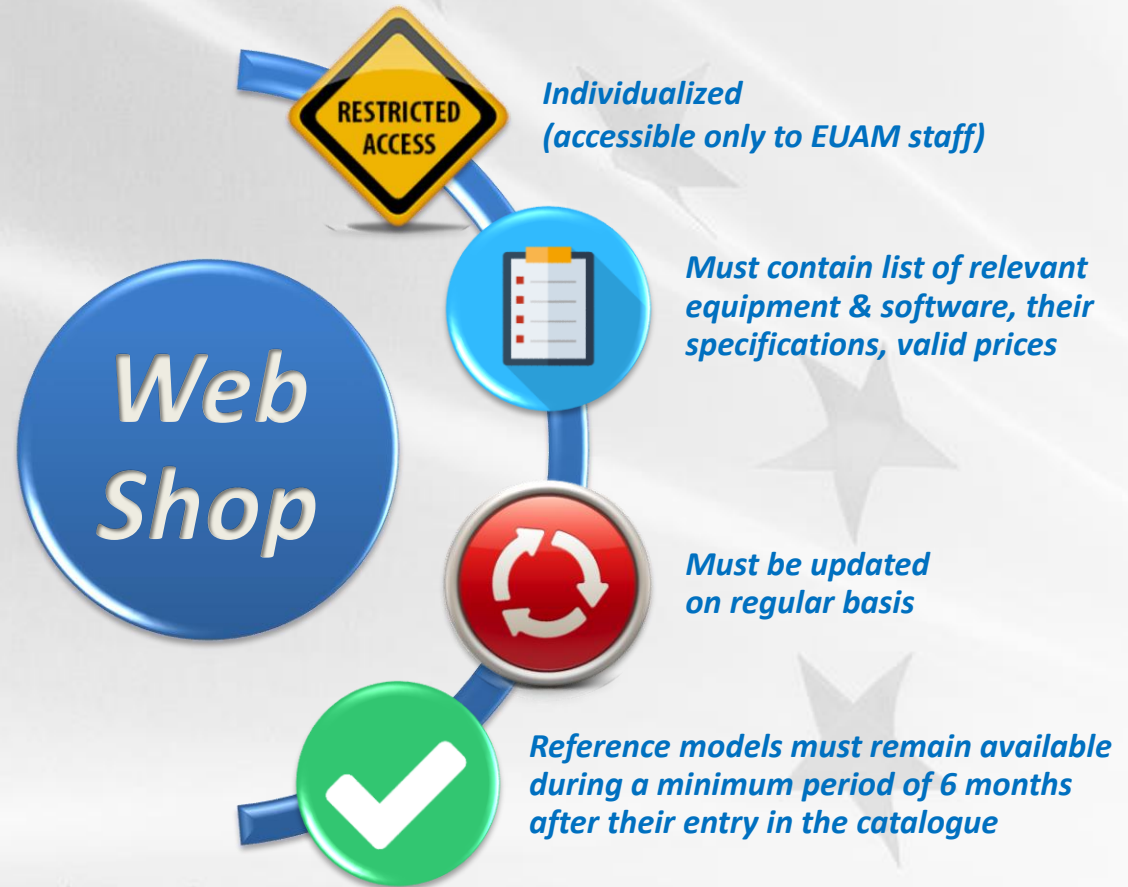 RESTRICTED
ACCESS
Individualized
(accessible only to EUAM staff)
Must contain list of relevant
equipment & software, their
specifications, valid prices
Web
Shop
Must be updated
on regular basis
Reference models must remain available
during a minimum period of 6 months
after their entry in the catalogue